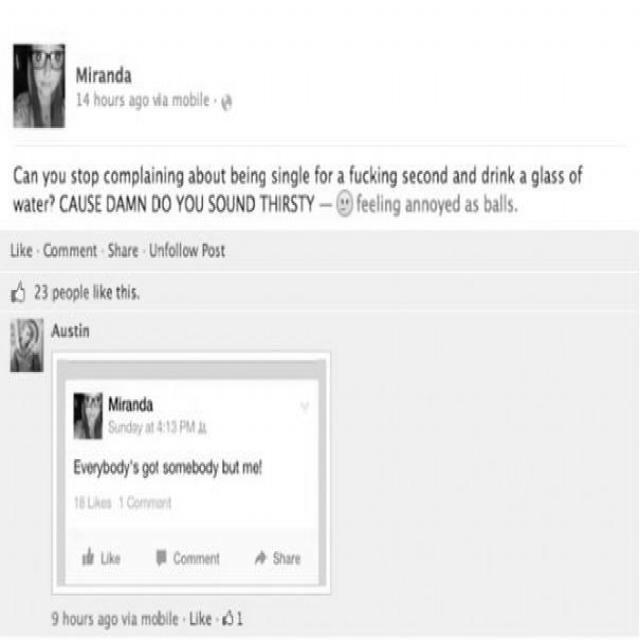 Miranda
14 hours ago via mobile ·
Can you stop complaining about being single for a fucking second and drink a glass of
water? CAUSE DAMN DO YOU SOUND THIRSTY — feeling annoyed as balls.
Like · Comment · Share · Unfollow Post
23 people like this.
Austin
Miranda
Sunday at 4:13 PM
Everybody's got somebody but me!
18 Likes 1 Comment
Like Comment Share
9 hours ago via mobile · Like · 1